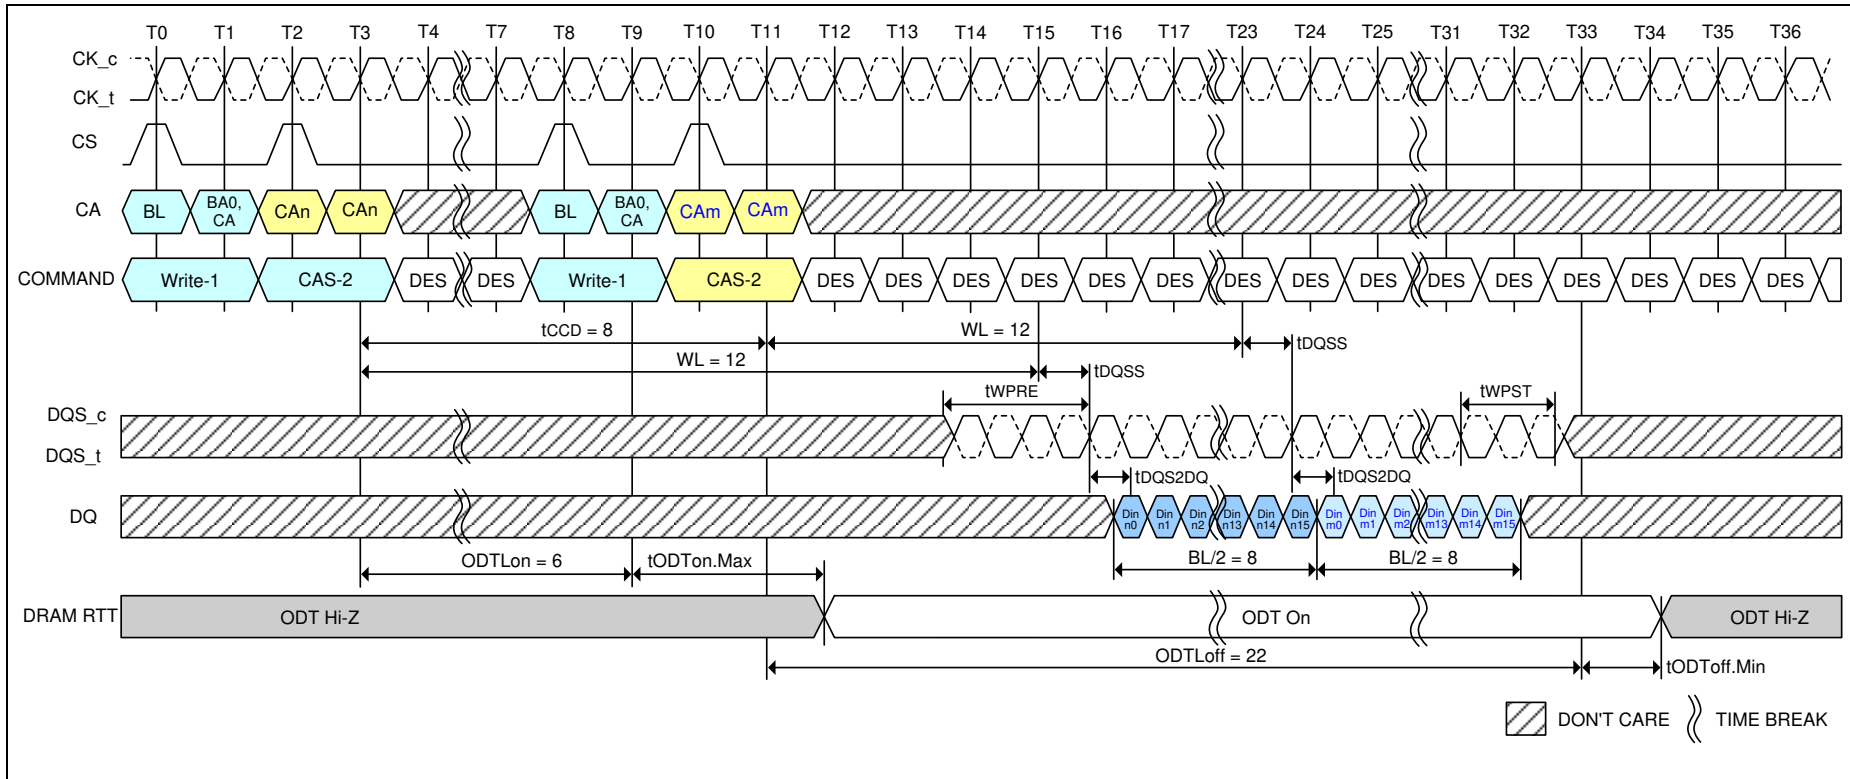 T0 T1 T2 T3 T4 T7 T8 T9 T10 T11 T12 T13 T14 T15 T16 T17 T23 T24 T25 T31 T32 T33 T34 T35 T36
CK_c
CK_t
CS
CA BL BA0, CA CAn CAn BL BA0, CA CAm CAm
COMMAND Write-1 CAS-2 DES DES Write-1 CAS-2 DES DES DES DES DES DES DES DES DES DES DES DES DES DES DES
tCCD = 8 WL = 12 tDQSS
WL = 12 tDQSS
tWPRE tWPST
DQS_c
DQS_t
tDQS2DQ tDQS2DQ
DQ Din n0 Din n1 Din n2 Din n13 Din n14 Din n15 Din m0 Din m1 Din m2 Din m13 Din m14 Din m15
ODTLon = 6 tODTon.Max BL/2 = 8 BL/2 = 8
DRAM RTT ODT Hi-Z ODT On ODT Hi-Z
ODTLoff = 22 tODToff.Min
DON'T CARE TIME BREAK